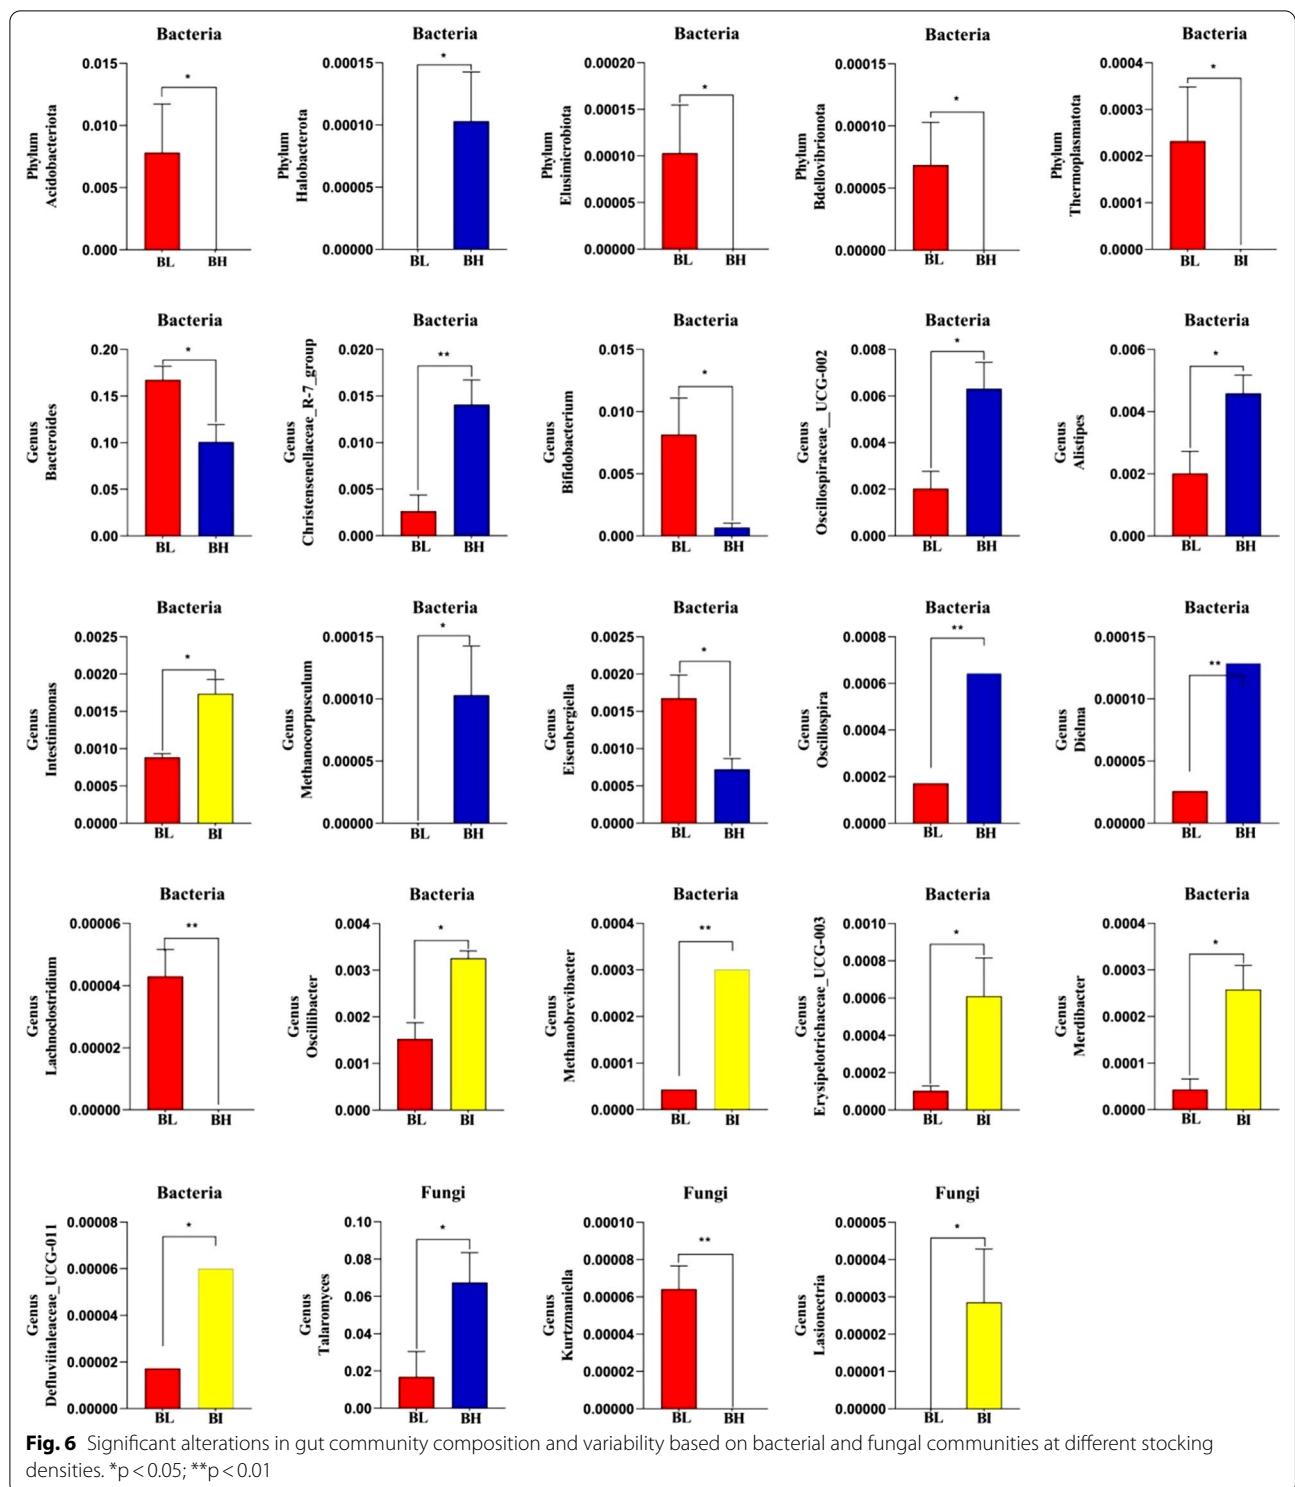 Bacteria
*
Phylum
Acidobacteriota
0.015
0.010
0.005
0.000
BL BH
Bacteria
*
Phylum
Halobacterota
0.00015
0.00010
0.00005
0.00000
BL BH
Bacteria
*
Phylum
Elusimicrobiota
0.00020
0.00015
0.00010
0.00005
0.00000
BL BH
Bacteria
*
Phylum
Bdellovibrionota
0.00015
0.00010
0.00005
0.00000
BL BH
Bacteria
*
Phylum
Thermoplasmatota
0.0004
0.0003
0.0002
0.0001
0.0000
BL BI
Bacteria
*
Genus
Bacteroides
0.20
0.15
0.10
0.05
0.00
BL BH
Bacteria
**
Genus
Christensenellaceae_R-7_group
0.020
0.015
0.010
0.005
0.000
BL BH
Bacteria
*
Genus
Bifidobacterium
0.015
0.010
0.005
0.000
BL BH
Bacteria
*
Genus
Oscillospiraceae__UCG-002
0.008
0.006
0.004
0.002
0.000
BL BH
Bacteria
*
Genus
Alistipes
0.006
0.004
0.002
0.000
BL BH
Bacteria
*
Genus
Intestinimonas
0.0025
0.0020
0.0015
0.0010
0.0005
0.0000
BL BI
Bacteria
*
Genus
Methanocorpusculum
0.00015
0.00010
0.00005
0.00000
BL BH
Bacteria
*
Genus
Eisenbergiella
0.0025
0.0020
0.0015
0.0010
0.0005
0.0000
BL BH
Bacteria
**
Genus
Oscillospira
0.0008
0.0006
0.0004
0.0002
0.0000
BL BH
Bacteria
**
Genus
Dielma
0.00015
0.00010
0.00005
0.00000
BL BH
Bacteria
**
Genus
Lachnoclostridium
0.00006
0.00004
0.00002
0.00000
BL BH
Bacteria
*
Genus
Oscillibacter
0.004
0.003
0.002
0.001
0.000
BL BI
Bacteria
**
Genus
Methanobrevibacter
0.0004
0.0003
0.0002
0.0001
0.0000
BL BI
Bacteria
*
Genus
Erysipelotrichaceae_UCG-003
0.0010
0.0008
0.0006
0.0004
0.0002
0.0000
BL BI
Bacteria
*
Genus
Merdibacter
0.0004
0.0003
0.0002
0.0001
0.0000
BL BI
Bacteria
*
Genus
Defluviitaleaceae_UCG-011
0.00008
0.00006
0.00004
0.00002
0.00000
BL BI
Fungi
*
Genus
Talaromyces
0.10
0.08
0.06
0.04
0.02
0.00
BL BH
Fungi
**
Genus
Kurtzmaniella
0.00010
0.00008
0.00006
0.00004
0.00002
0.00000
BL BH
Fungi
*
Genus
Lasionectria
0.00005
0.00004
0.00003
0.00002
0.00001
0.00000
BL BI
Fig. 6 Significant alterations in gut community composition and variability based on bacterial and fungal communities at different stocking
densities. *p < 0.05; **p < 0.01